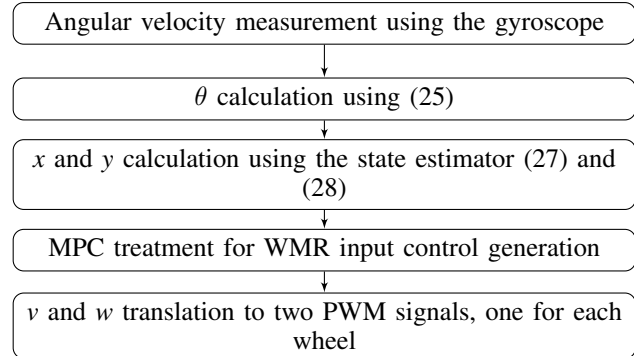 Angular velocity measurement using the gyroscope
θ calculation using (25)
x and y calculation using the state estimator (27) and
(28)
MPC treatment for WMR input control generation
v and w translation to two PWM signals, one for each
wheel